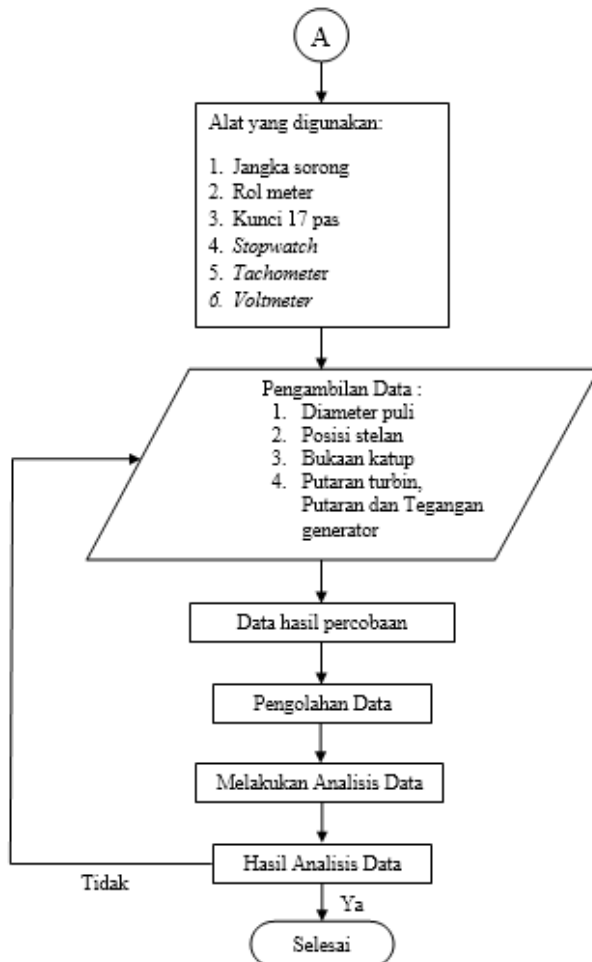 A
Alat yang digunakan:
1. Jangka sorong
2. Rol meter
3. Kunci 17 pas
4. Stopwatch
5. Tachometer
6. Voltmeter
Pengambilan Data :
1. Diameter puli
2. Posisi stelan
3. Bukaan katup
4. Putaran turbin,
Putaran dan Tegangan
generator
Data hasil percobaan
Pengolahan Data
Melakukan Analisis Data
Hasil Analisis Data
Tidak
Ya
Selesai